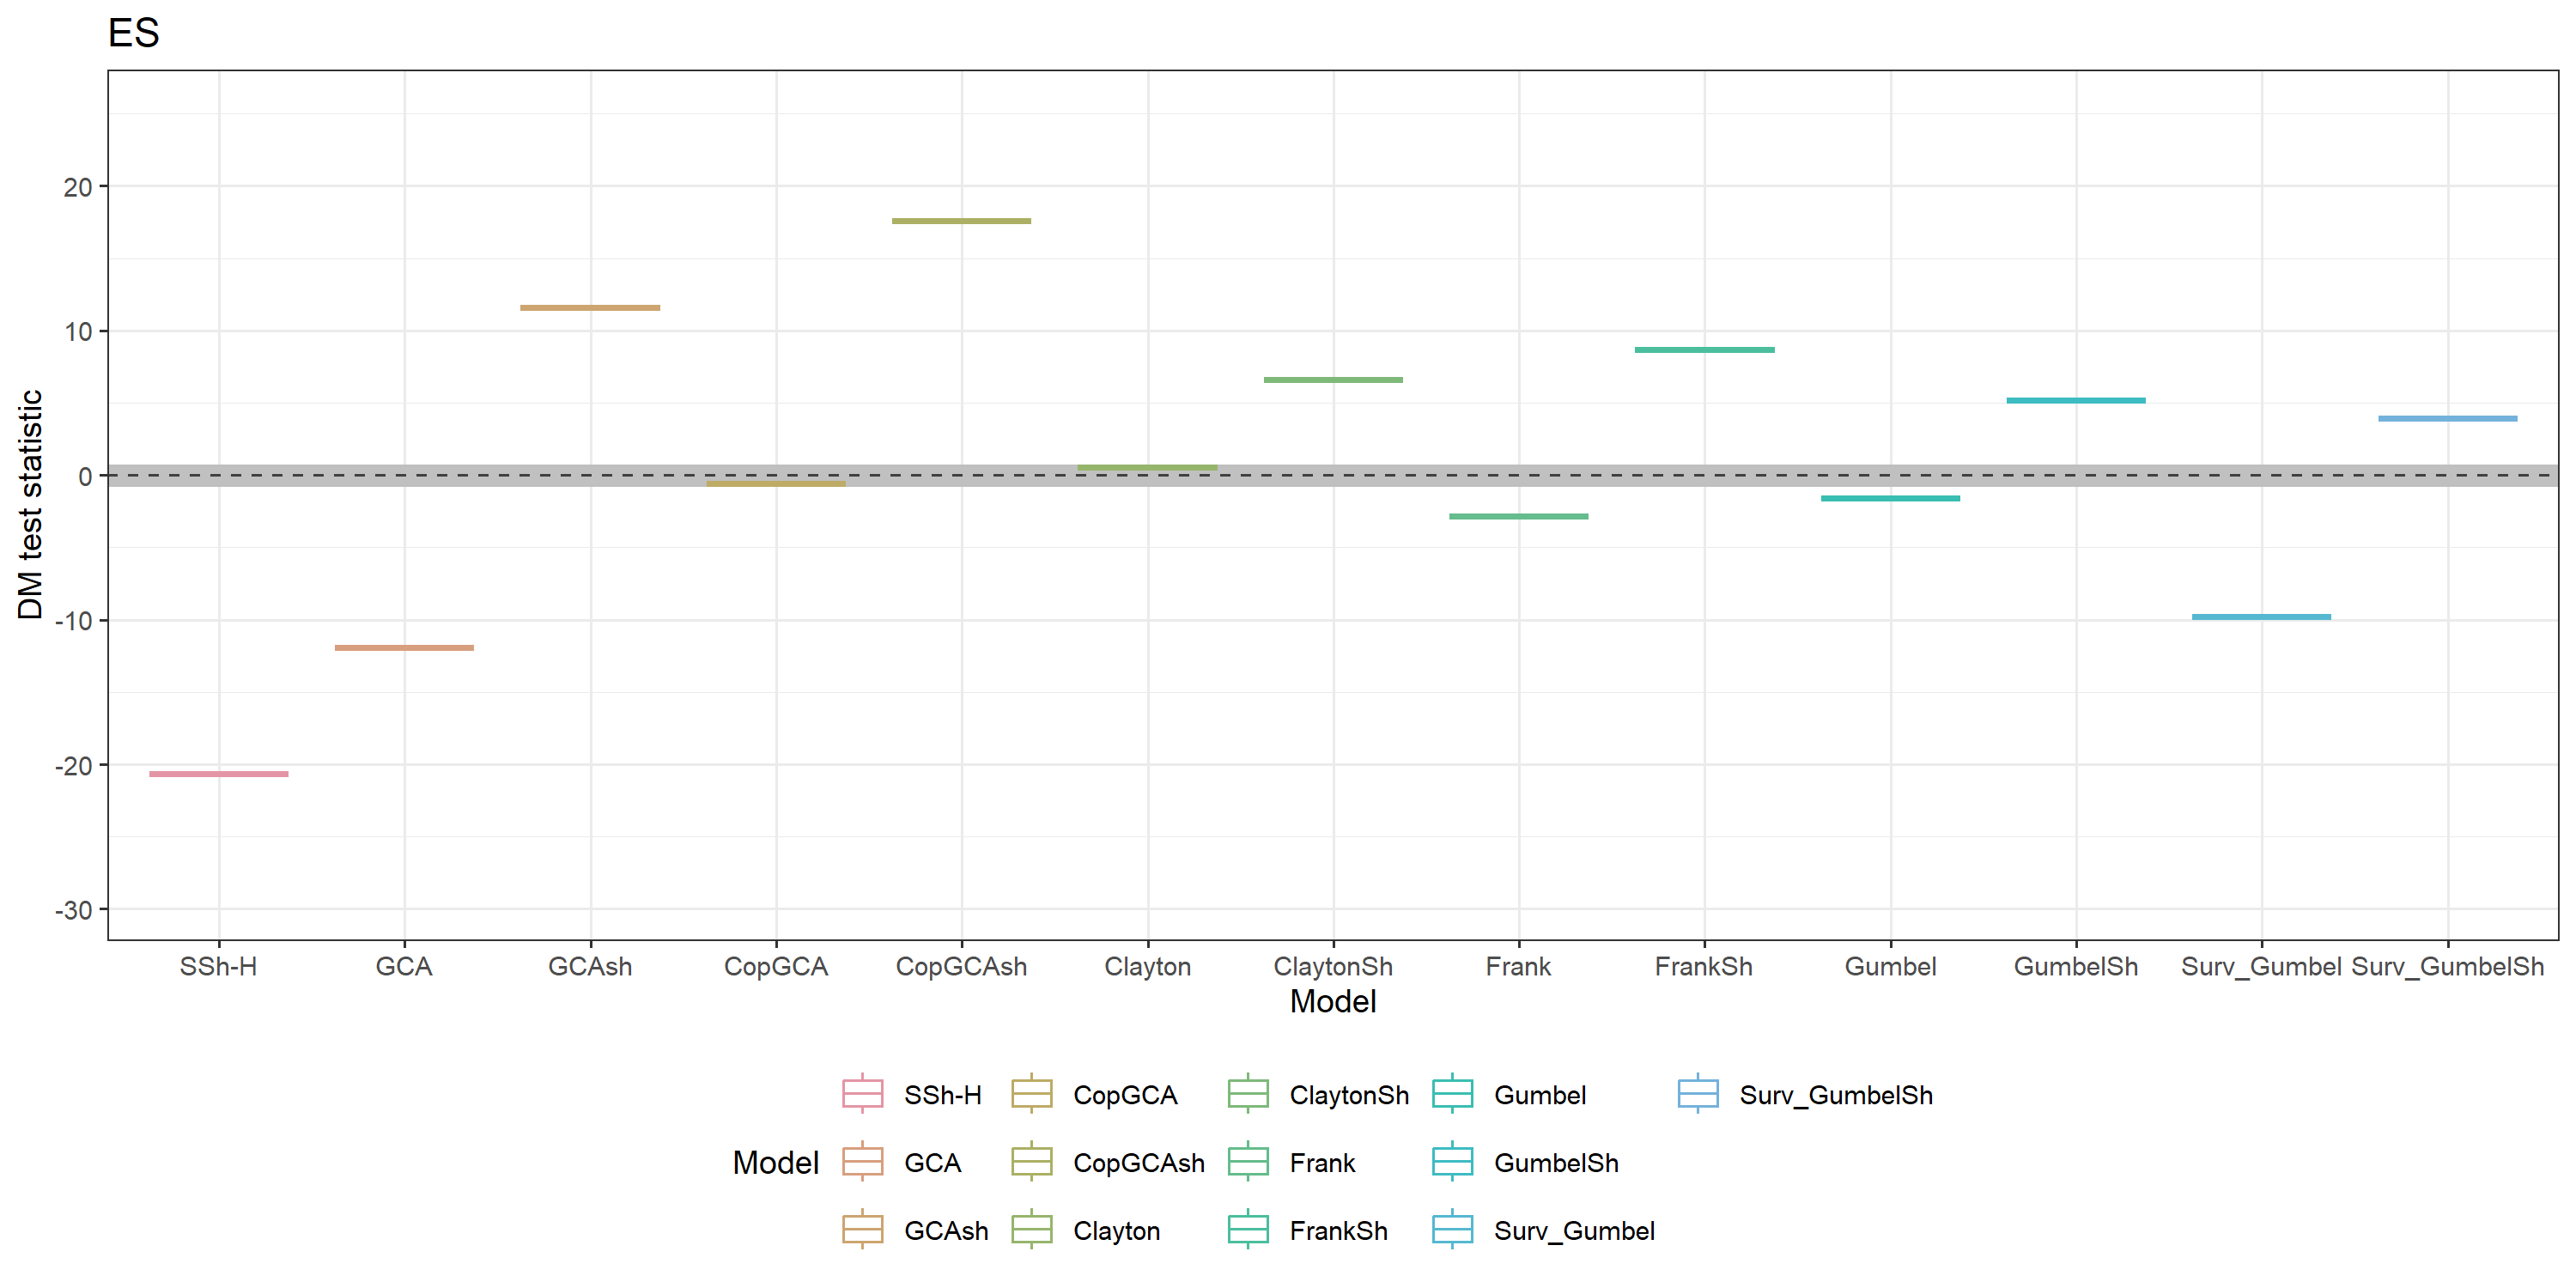 ES
DM test statistic
20
10
0
-10
-20
-30
SSh-H GCA GCAsh CopGCA CopGCAsh Clayton ClaytonSh Frank FrankSh Gumbel GumbelSh Surv_Gumbel Surv_GumbelSh
Model
Model
SSh-H CopGCA ClaytonSh Gumbel Surv_GumbelSh
GCA CopGCAsh Frank GumbelSh
GCAsh Clayton FrankSh Surv_Gumbel